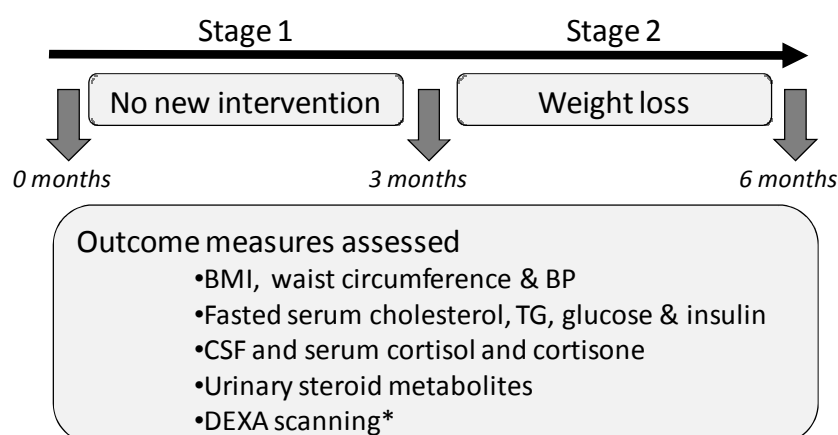 Stage 1 Stage 2
No new intervention Weight loss
0 months 3 months 6 months
Outcome measures assessed
•BMI, waist circumference & BP
•Fasted serum cholesterol, TG, glucose & insulin
•CSF and serum cortisol and cortisone
•Urinary steroid metabolites
•DEXA scanning*